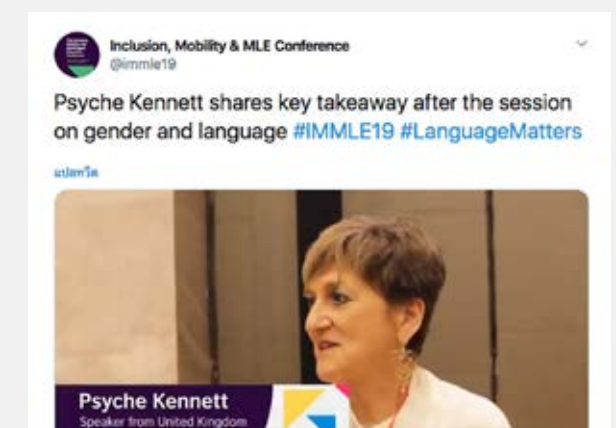 Inclusion, Mobility & MLE Conference
@immle19
Psyche Kennett shares key takeaway after the session
on gender and language #IMMLE19 #LanguageMatters
แปลทวีต
Psyche Kennett
Speaker from United Kingdom